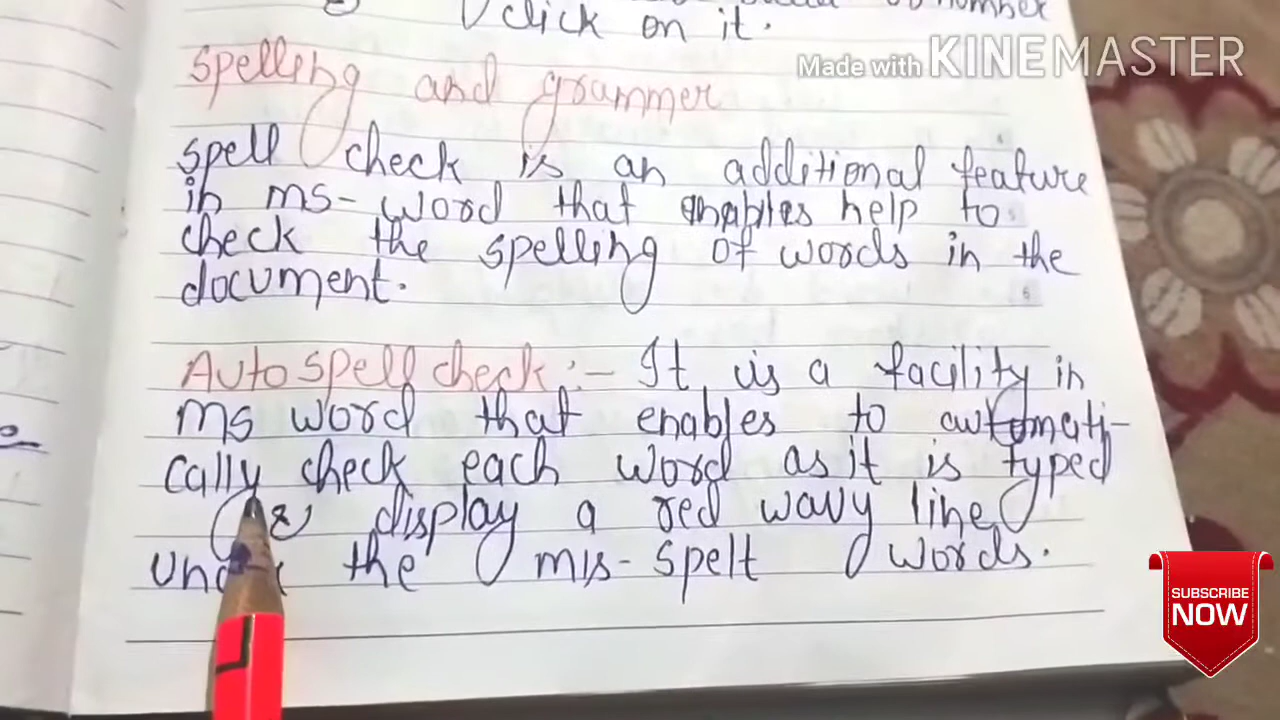 click on it.
Made with KINEMASTER
Spelling and grammer
Spell check is an additional feature
in ms-word that enables help to
check the spelling of words in the
document.
Auto spell check :- It is a facility in
ms word that enables to automati-
cally check each word as it is typed
& display a red wavy line
under the mis-spelt words.
SUBSCRIBE
NOW